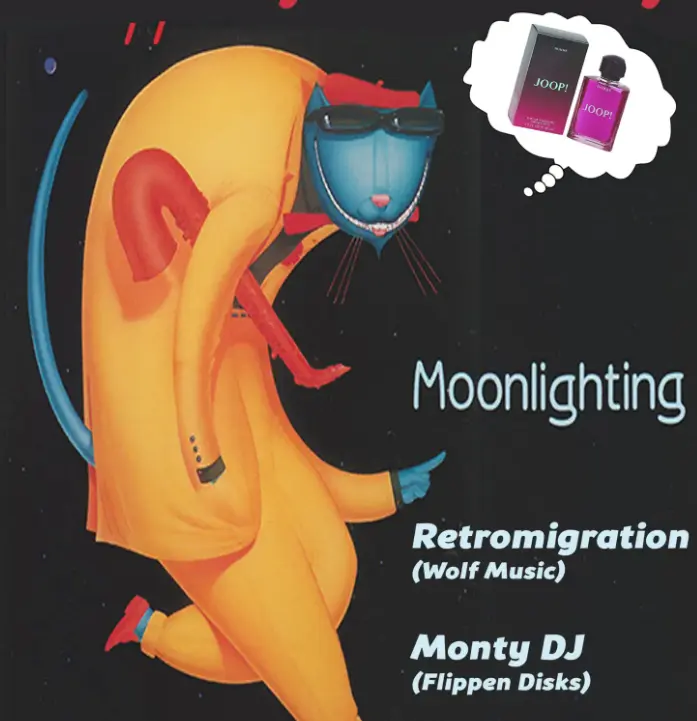 JOOP!
JOOP!
Moonlighting
Retromigration
(Wolf Music)
Monty DJ
(Flippen Disks)